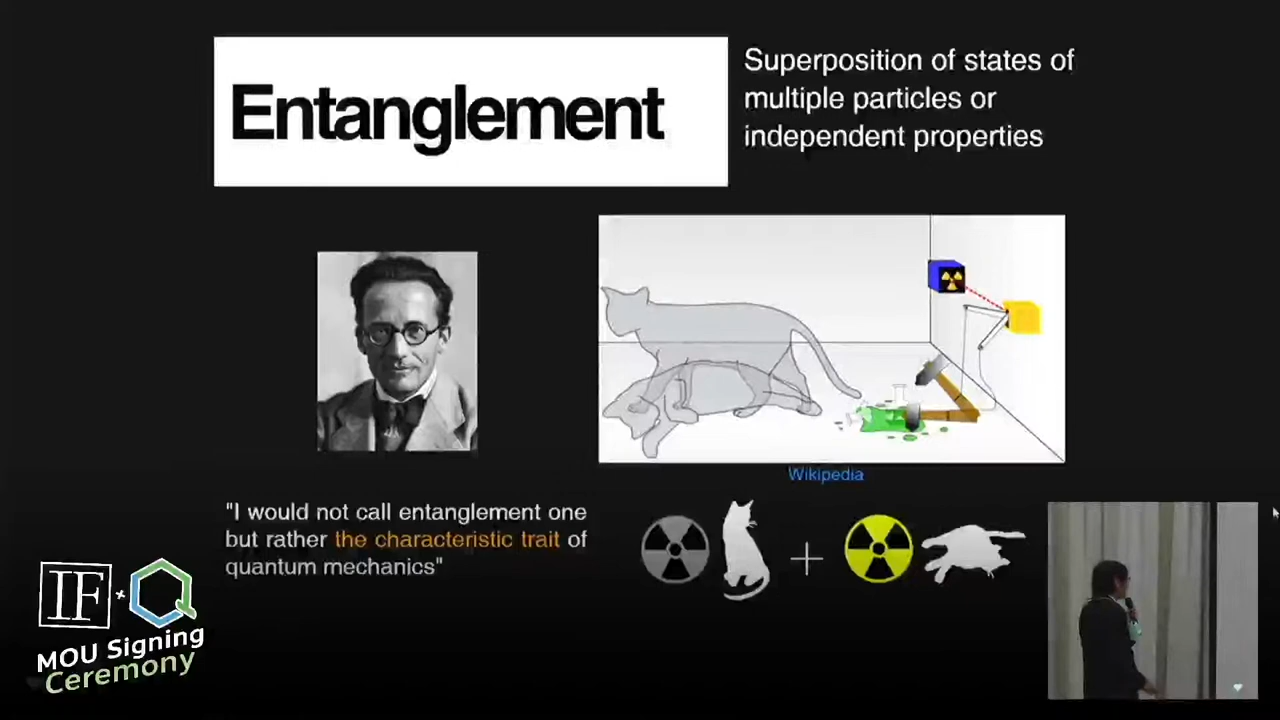 Entanglement
Superposition of states of
multiple particles or
independent properties
Wikipedia
"I would not call entanglement one
but rather the characteristic trait of
quantum mechanics"
IF + Q
MOU Signing
Ceremony